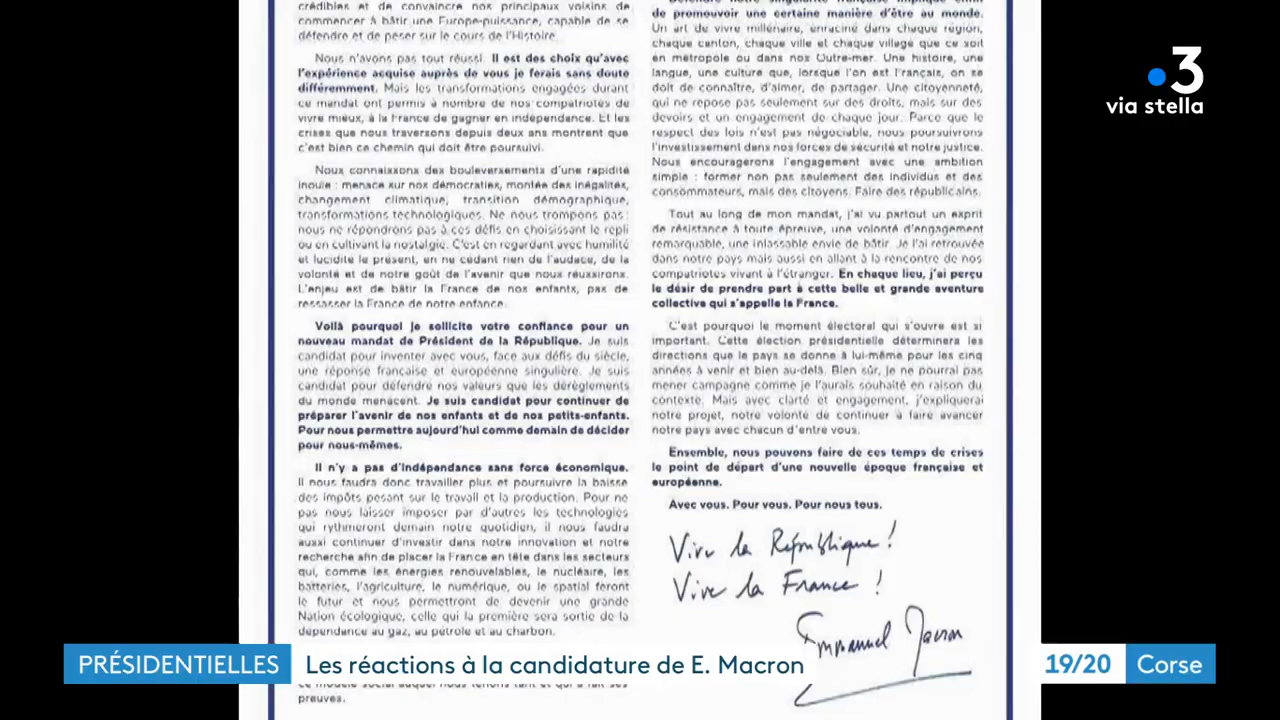 crédibles et de convaincre nos principaux voisins de
commencer à bâtir une Europe-puissance, capable de se
défendre et de peser sur le cours de l'Histoire.
Nous n'avons pas tout réussi. Il est des choix qu'avec
l'expérience acquise auprès de vous je ferais sans doute
différemment. Mais les transformations engagées durant
ce mandat ont permis à nombre de nos compatriotes de
vivre mieux, à la France de gagner en indépendance. Et les
crises que nous traversons depuis deux ans montrent que
c'est bien ce chemin qui doit être poursuivi.
Nous connaissons des bouleversements d'une rapidité
inouïe : menace sur nos démocraties, montée des inégalités,
changement climatique, transition démographique,
transformations technologiques. Ne nous trompons pas :
nous ne répondrons pas à ces défis en choisissant le repli
ou en cultivant la nostalgie. C'est en regardant avec humilité
et lucidité le présent, en ne cédant rien de l'audace, de la
volonté et de notre goût de l'avenir que nous réussirons.
L'enjeu est de bâtir la France de nos enfants, pas de
ressasser la France de notre enfance.
Voilà pourquoi je sollicite votre confiance pour un
nouveau mandat de Président de la République. Je suis
candidat pour inventer avec vous, face aux défis du siècle,
une réponse française et européenne singulière. Je suis
candidat pour défendre nos valeurs que les dérèglements
du monde menacent. Je suis candidat pour continuer de
préparer l'avenir de nos enfants et de nos petits-enfants.
Pour nous permettre aujourd'hui comme demain de décider
pour nous-mêmes.
Il n'y a pas d'indépendance sans force économique.
Il nous faudra donc travailler plus et poursuivre la baisse
des impôts pesant sur le travail et la production. Pour ne
pas nous laisser imposer par d'autres les technologies
qui rythmeront demain notre quotidien, il nous faudra
aussi continuer d'investir dans notre innovation et notre
recherche afin de placer la France en tête dans les secteurs
qui, comme les énergies renouvelables, le nucléaire, les
batteries, l'agriculture, le numérique, ou le spatial feront
le futur et nous permettront de devenir une grande
Nation écologique, celle qui la première sera sortie de la
dépendance au gaz, au pétrole et au charbon.
ce modèle social auquel nous tenons tant et qui a fait ses
preuves.
Défendre notre singularité française implique enfin
de promouvoir une certaine manière d'être au monde.
Un art de vivre millénaire, enraciné dans chaque région,
chaque canton, chaque ville et chaque village que ce soit
en métropole ou dans nos Outre-mer. Une histoire, une
langue, une culture que, lorsque l'on est Français, on se
doit de connaître, d'aimer, de partager. Une citoyenneté,
qui ne repose pas seulement sur des droits, mais sur des
devoirs et un engagement de chaque jour. Parce que le
respect des lois n'est pas négociable, nous poursuivrons
l'investissement dans nos forces de sécurité et notre justice.
Nous encouragerons l'engagement avec une ambition
simple : former non pas seulement des individus et des
consommateurs, mais des citoyens. Faire des républicains.
Tout au long de mon mandat, j'ai vu partout un esprit
de résistance à toute épreuve, une volonté d'engagement
remarquable, une inlassable envie de bâtir. Je l'ai retrouvée
dans notre pays mais aussi en allant à la rencontre de nos
compatriotes vivant à l'étranger. En chaque lieu, j'ai perçu
le désir de prendre part à cette belle et grande aventure
collective qui s'appelle la France.
C'est pourquoi le moment électoral qui s'ouvre est si
important. Cette élection présidentielle déterminera les
directions que le pays se donne à lui-même pour les cinq
années à venir et bien au-delà. Bien sûr, je ne pourrai pas
mener campagne comme je l'aurais souhaité en raison du
contexte. Mais avec clarté et engagement, j'expliquerai
notre projet, notre volonté de continuer à faire avancer
notre pays avec chacun d'entre vous.
Ensemble, nous pouvons faire de ces temps de crises
le point de départ d'une nouvelle époque française et
européenne.
Avec vous. Pour vous. Pour nous tous.
Vive la République !
Vive la France !
Emmanuel Macron
3
via stella
PRÉSIDENTIELLES Les réactions à la candidature de E. Macron
19/20 Corse